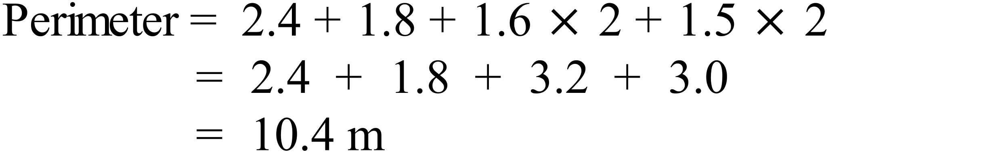 Perimeter = 2.4 + 1.8 + 1.6 × 2 + 1.5 × 2
= 2.4 + 1.8 + 3.2 + 3.0
= 10.4 m